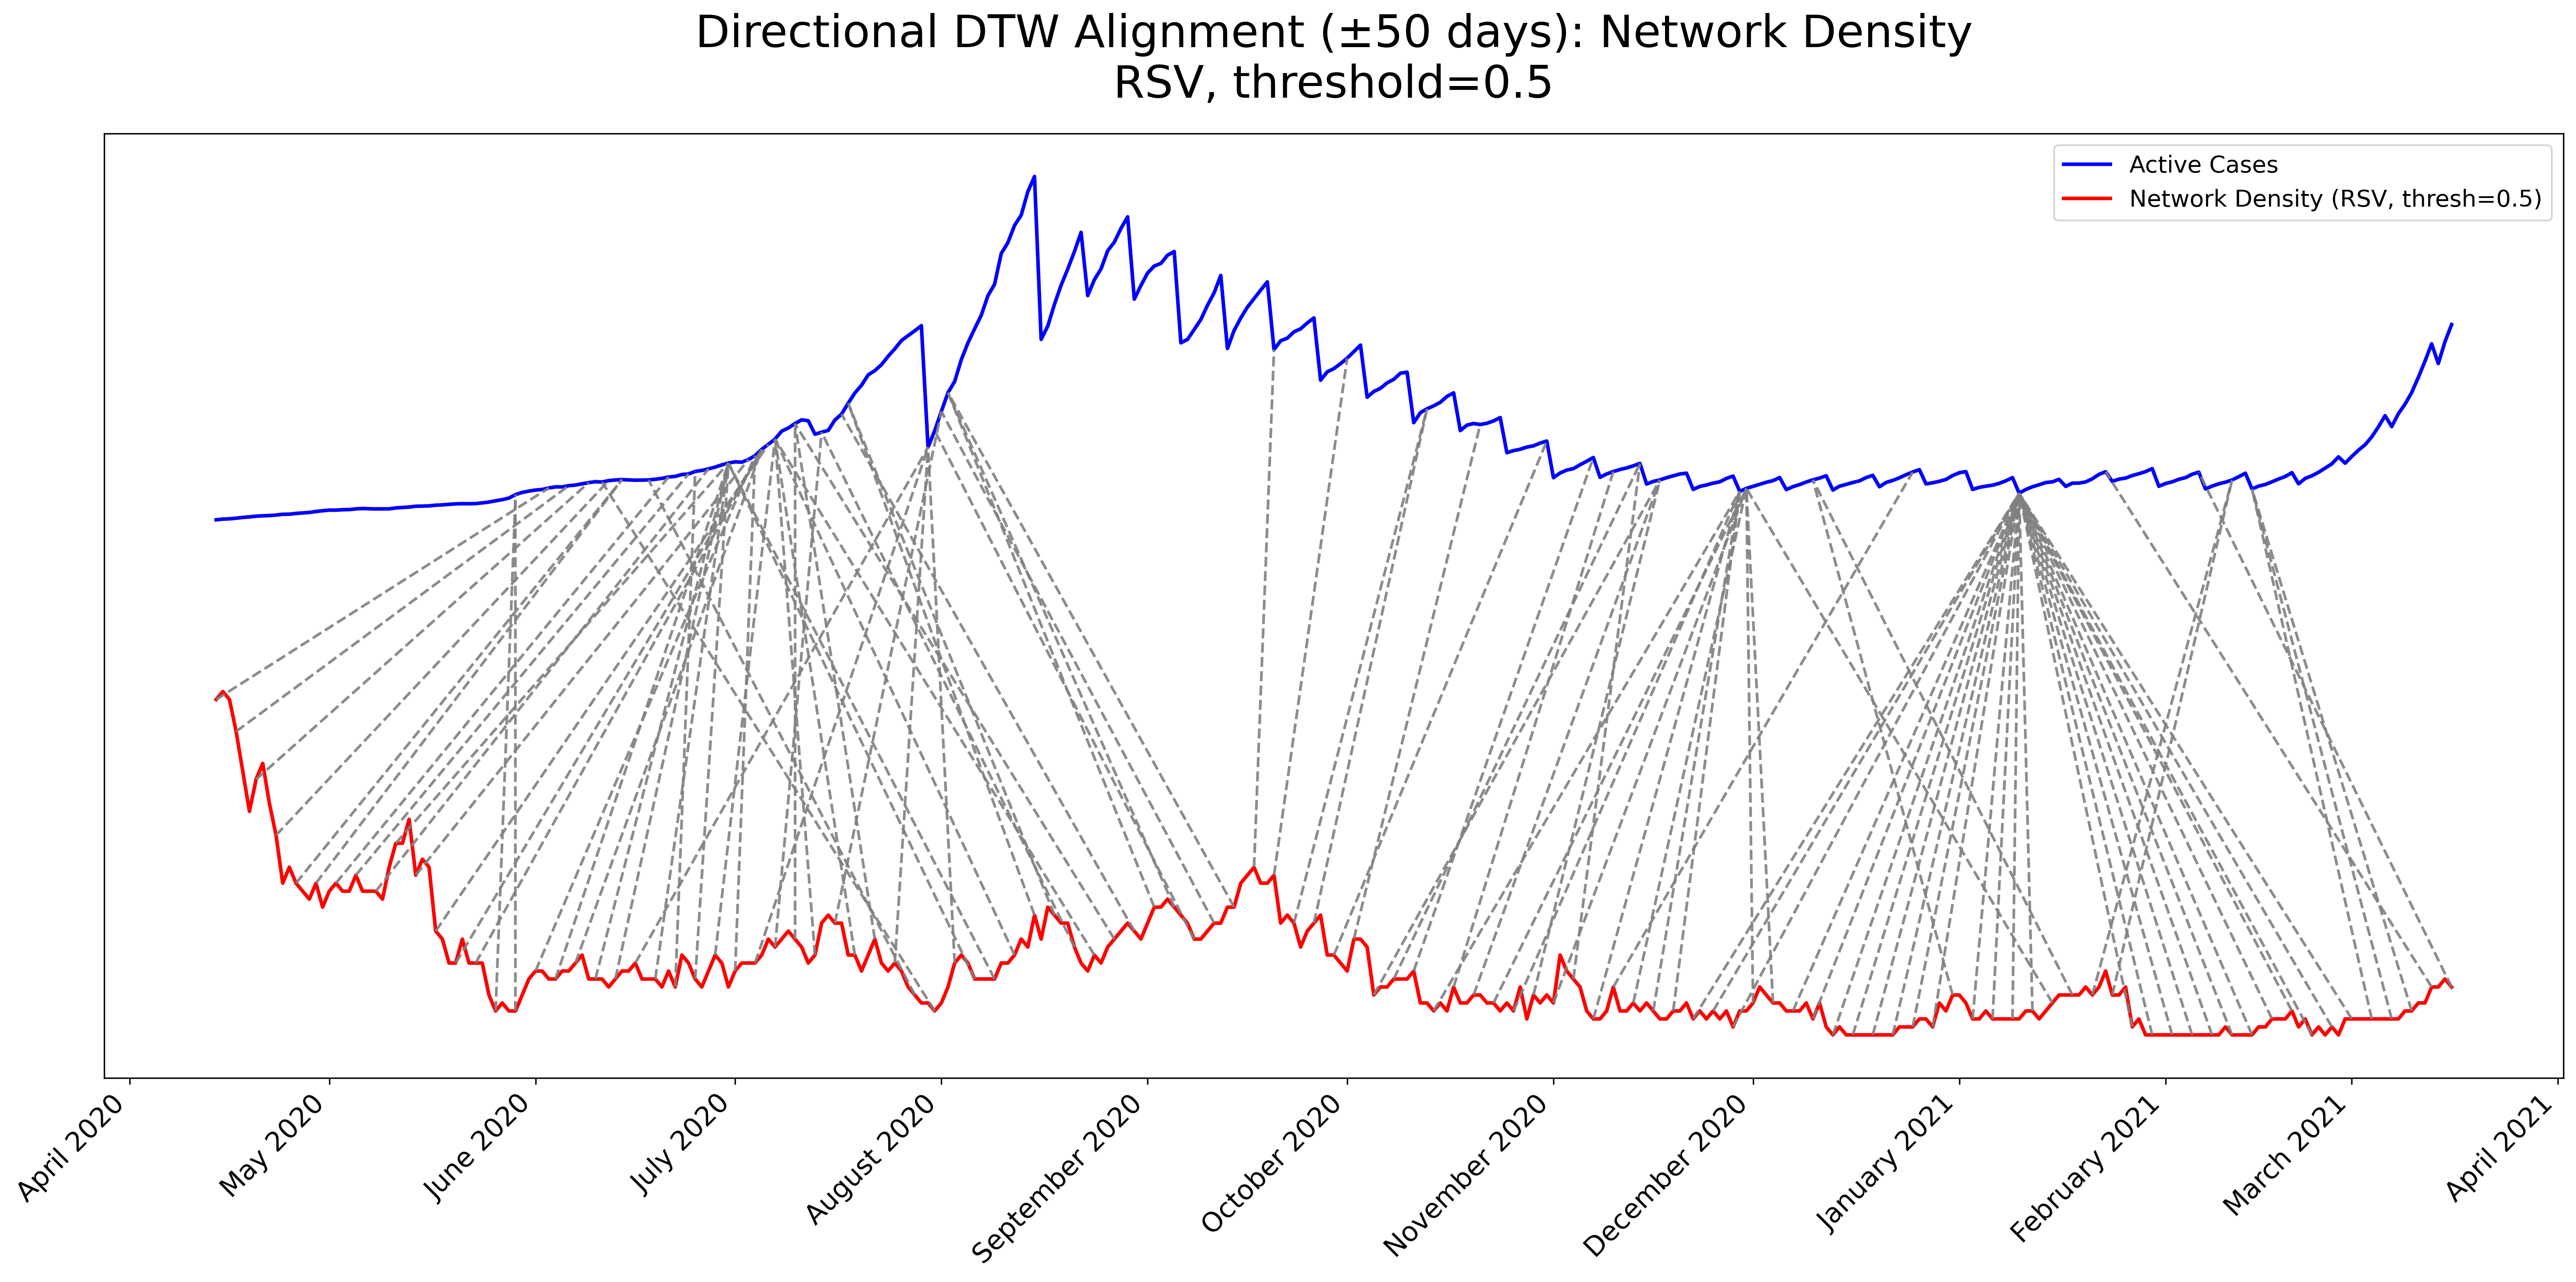 Directional DTW Alignment (±50 days): Network Density
RSV, threshold=0.5
Active Cases
Network Density (RSV, thresh=0.5)
April 2020
May 2020
June 2020
July 2020
August 2020
September 2020
October 2020
November 2020
December 2020
January 2021
February 2021
March 2021
April 2021